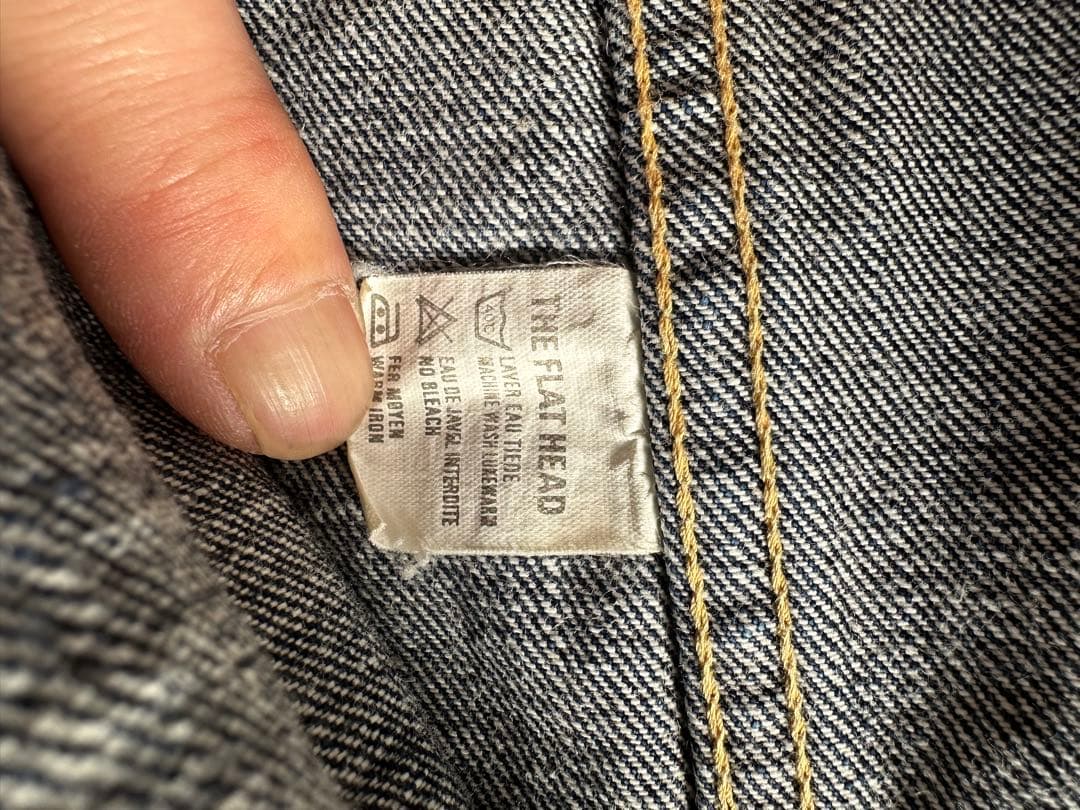 THE FLAT HEAD
LAVER EAU TIEDE
MACHINE WASH LUKEWARM
EAU DE JAVEL INTERDITE
NO BLEACH
FER MOYEN
WARM IRON